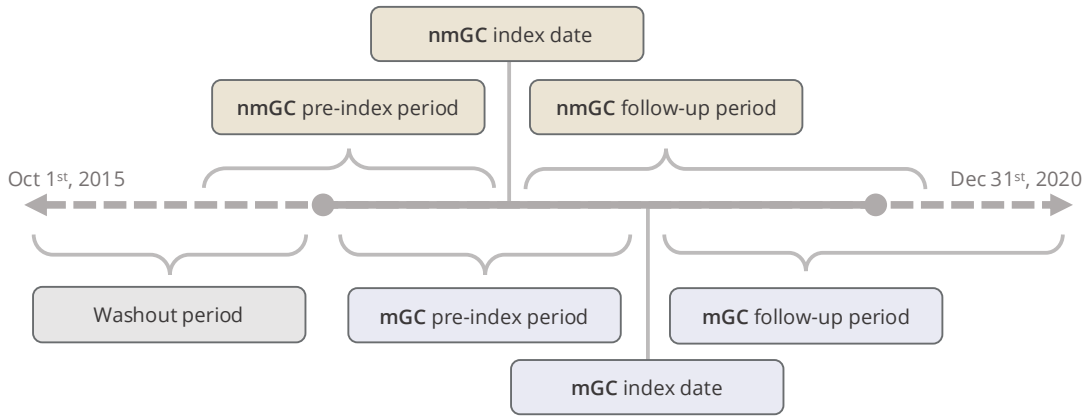 nmGC index date
nmGC pre-index period
nmGC follow-up period
Oct 1st, 2015
Dec 31st, 2020
Washout period
mGC pre-index period
mGC follow-up period
mGC index date